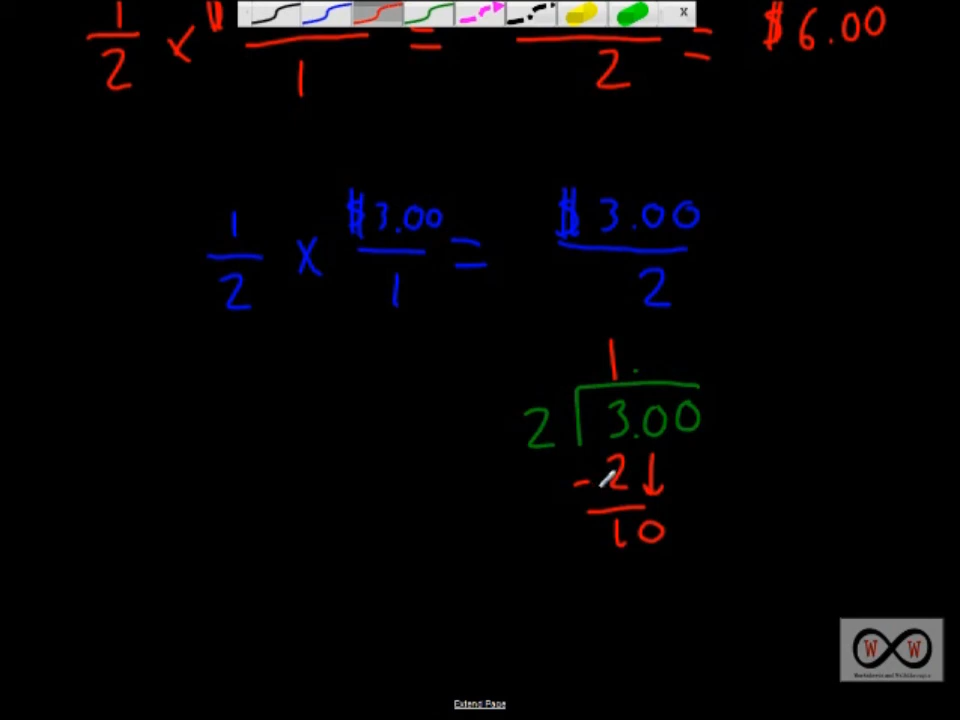 1/2 × $ /1 = /2 = $6.00
1/2 × $3.00/1 = $3.00/2
1.
2 3.00
- 2 ↓
10
W W
Extend Page
x